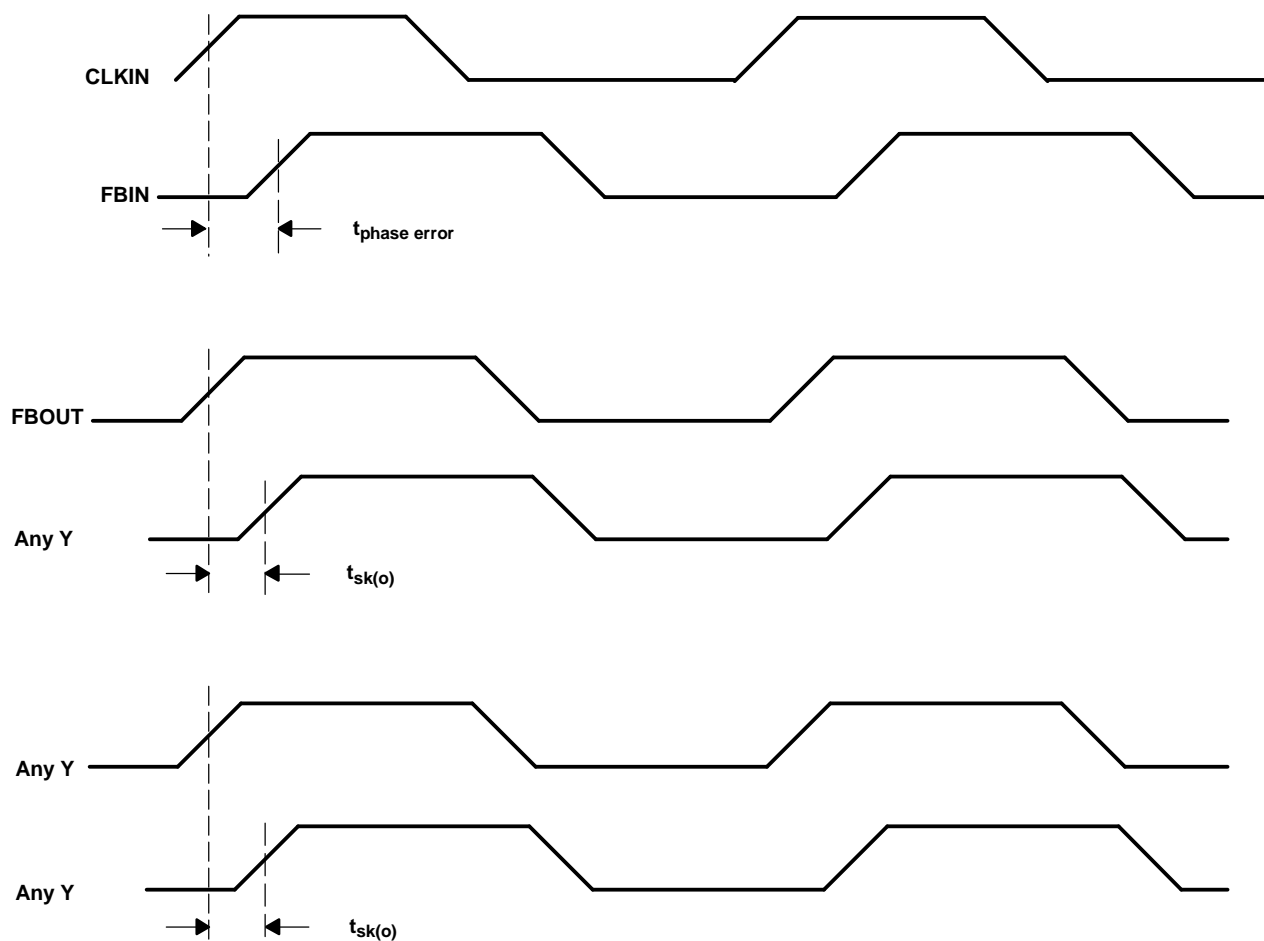 CLKIN
FBIN
tphase error
FBOUT
Any Y
tsk(o)
Any Y
Any Y
tsk(o)